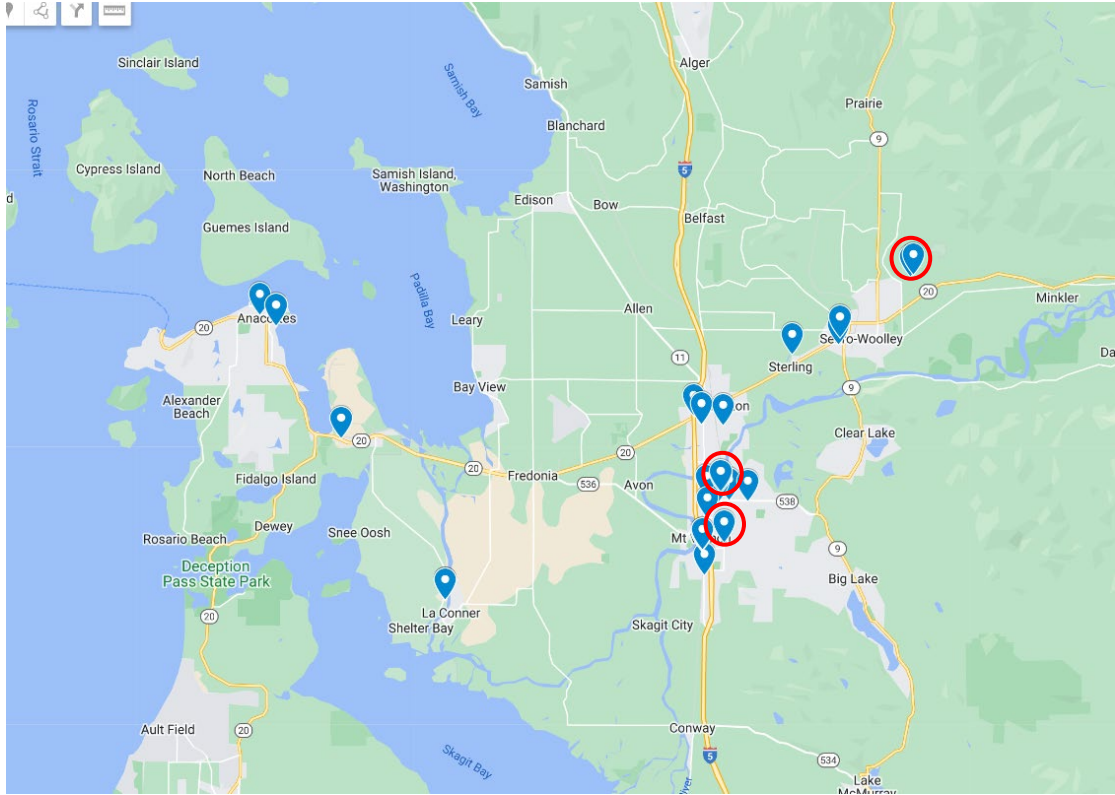 Alger
Sinclair Island
Samish
Bay
Samish
Rosario Strait
Prairie
Blanchard
9
Cypress Island
North Beach
Samish Island,
Washington
5
d
Edison
Bow
Belfast
Guemes Island
Padilla
Bay
20
Minkler
Allen
Leary
Anacortes
20
Sedro-Woolley
11
Da
Sterling
Bay View
9
Alexander
Beach
on
Clear Lake
20
20
20
Fredonia
536
Avon
Fidalgo Island
538
Dewey
Snee Oosh
Rosario Beach
Mt V
9
Deception
Pass State Park
Big Lake
20
La Conner
Shelter Bay
Skagit City
Ault Field
20
Conway
Skagit Bay
5
534
iver
Lake
McMurray